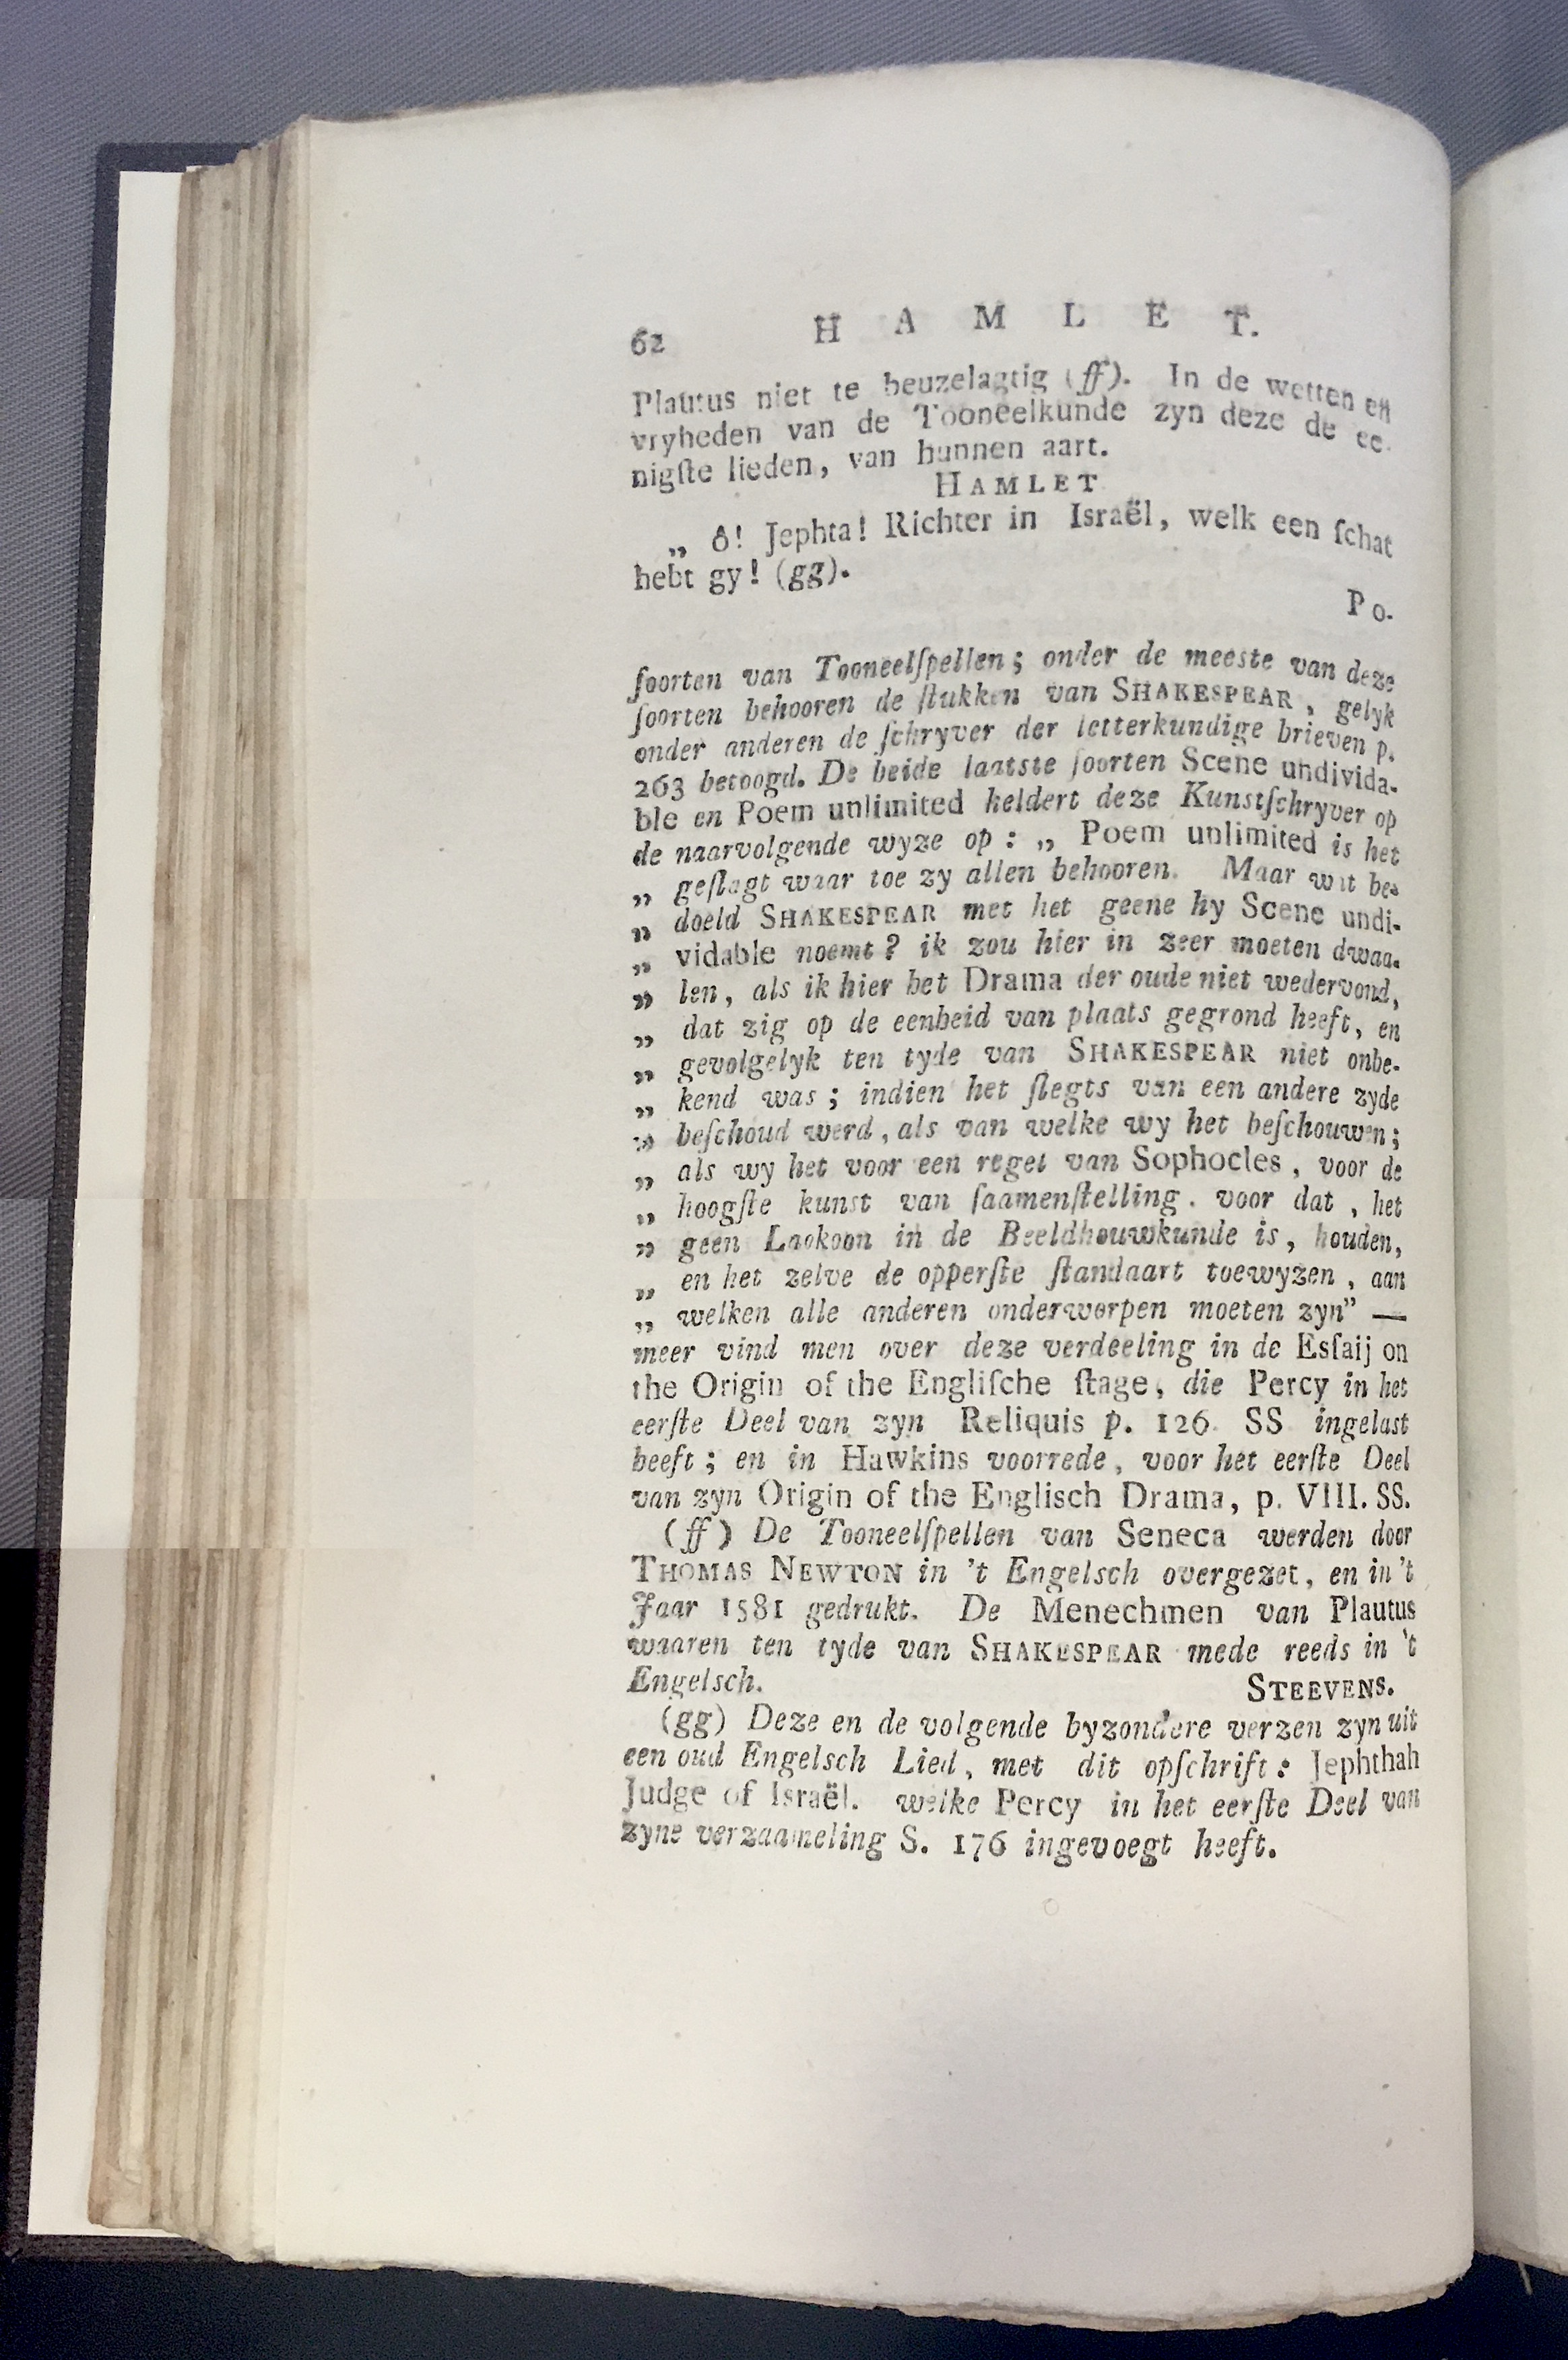 62 HAMLET.
Plautus niet te beuzelagtig (ff). In de wetten en
vryheden van de Tooneelkunde zyn deze de ee-
nigſte lieden, van hunnen aart.
HAMLET
„ ô! Jephta! Richter in Israël, welk een ſchat
hebt gy! (gg).
Po.
ſoorten van Tooneelſpellen; onder de meeste van deze
ſoorten behooren de ſtukken van SHAKESPEAR, gelyk
onder anderen de ſchryver der letterkundige brieven p.
263 betoogd. De beide laatste ſoorten Scene undivida-
ble en Poem unlimited heldert deze Kunstſchryver op
de naarvolgende wyze op: „ Poem unlimited is het
„ geſlagt waar toe zy allen behooren. Maar wat be-
„ doeld SHAKESPEAR met het geene hy Scene undi-
„ vidable noemt? ik zou hier in zeer moeten dwaa-
„ len, als ik hier het Drama der oude niet wedervond,
„ dat zig op de eenheid van plaats gegrond heeft, en
„ gevolgelyk ten tyde van SHAKESPEAR niet onbe-
„ kend was; indien het ſlegts van een andere zyde
„ beſchoud werd, als van welke wy het beſchouwen;
„ als wy het voor een regel van Sophocles, voor de
„ hoogſte kunst van ſaamenſtelling. voor dat, het
„ geen Laokoon in de Beeldhouwkunde is, houden,
„ en het zelve de opperſte ſtandaart toewyzen, aan
„ welken alle anderen onderworpen moeten zyn” —
meer vind men over deze verdeeling in de Esſaij on
the Origin of the Engliſche ſtage, die Percy in het
eerſte Deel van zyn Reliquis p. 126. SS ingelast
heeft; en in Hawkins voorrede, voor het eerſte Deel
van zyn Origin of the Englisch Drama, p. VIII. SS.
(ff) De Tooneelſpellen van Seneca werden door
THOMAS NEWTON in 't Engelsch overgezet, en in 't
Jaar 1581 gedrukt. De Menechmen van Plautus
waaren ten tyde van SHAKESPEAR mede reeds in 't
Engelsch. STEEVENS.
(gg) Deze en de volgende byzondere verzen zyn uit
een oud Engelsch Lied, met dit opſchrift: Jephthah
Judge of Israël. welke Percy in het eerſte Deel van
zyne verzaameling S. 176 ingevoegt heeft.